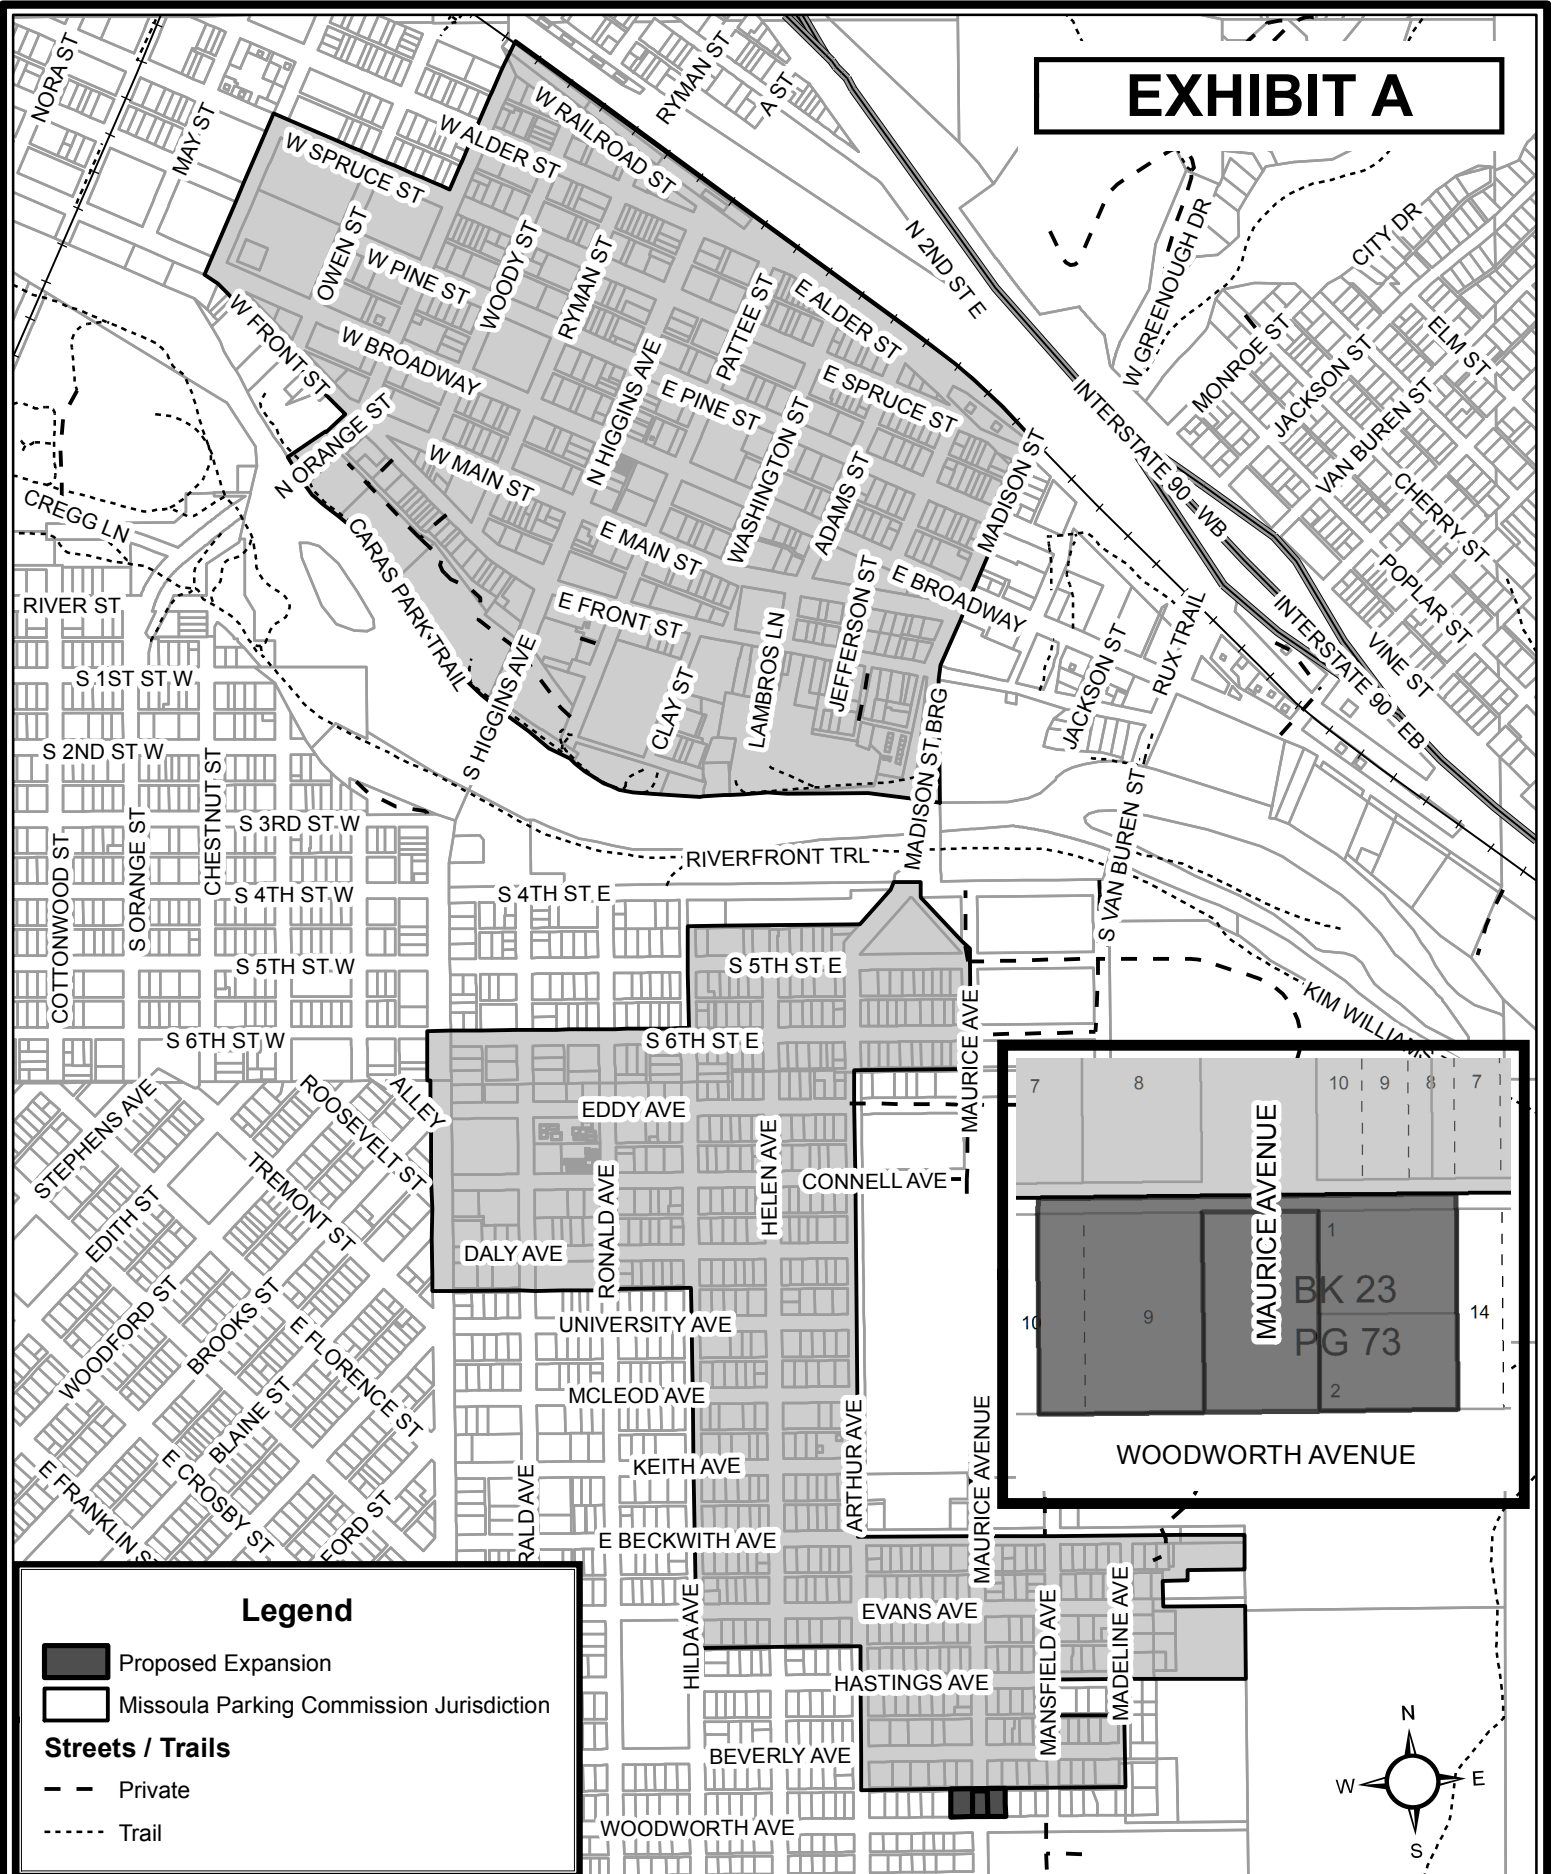 EXHIBIT A
NORA ST
MAY ST
RYMAN ST
A ST
W RAILROAD ST
W ALDER ST
W SPRUCE ST
OWEN ST
W PINE ST
WOODY ST
RYMAN ST
W FRONT ST
W BROADWAY
N HIGGINS AVE
PATTEE ST
E ALDER ST
N 2ND ST E
W GREENOUGH DR
CITY DR
MONROE ST
JACKSON ST
ELM ST
VAN BUREN ST
CHERRY ST
POPLAR ST
VINE ST
INTERSTATE 90 - WB
INTERSTATE 90 - EB
E SPRUCE ST
E PINE ST
WASHINGTON ST
ADAMS ST
MADISON ST
N ORANGE ST
W MAIN ST
E MAIN ST
CREGG LN
CARAS PARK TRAIL
E FRONT ST
E BROADWAY
JEFFERSON ST
LAMBROS LN
CLAY ST
S HIGGINS AVE
MADISON ST BRG
JACKSON ST
RUX TRAIL
RIVER ST
S 1ST ST W
S 2ND ST W
CHESTNUT ST
S 3RD ST W
S ORANGE ST
COTTONWOOD ST
S 4TH ST W
S 5TH ST W
S 6TH ST W
RIVERFRONT TRL
S 4TH ST E
S VAN BUREN ST
S 5TH ST E
S 6TH ST E
MAURICE AVE
KIM WILLIAMS
STEPHENS AVE
ROOSEVELT ST
ALLEY
EDDY AVE
TREMONT ST
EDITH ST
HELEN AVE
CONNELL AVE
RONALD AVE
DALY AVE
WOODFORD ST
BROOKS ST
E FLORENCE ST
UNIVERSITY AVE
MCLEOD AVE
BLAINE ST
E CROSBY ST
E FRANKLIN S
FORD ST
RALD AVE
KEITH AVE
ARTHUR AVE
MAURICE AVENUE
E BECKWITH AVE
HILDA AVE
EVANS AVE
MANSFIELD AVE
MADELINE AVE
HASTINGS AVE
BEVERLY AVE
WOODWORTH AVE
7
8
10
9
8
7
MAURICE AVENUE
1
BK 23
10
9
14
PG 73
2
WOODWORTH AVENUE
Legend
Proposed Expansion
Missoula Parking Commission Jurisdiction
Streets / Trails
Private
Trail
N
W
E
S